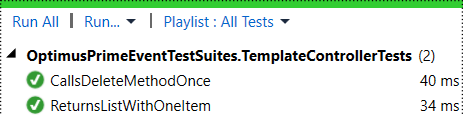 Run All | Run... | Playlist : All Tests
OptimusPrimeEventTestSuites.TemplateControllerTests (2)
CallsDeleteMethodOnce 40 ms
ReturnsListWithOneItem 34 ms